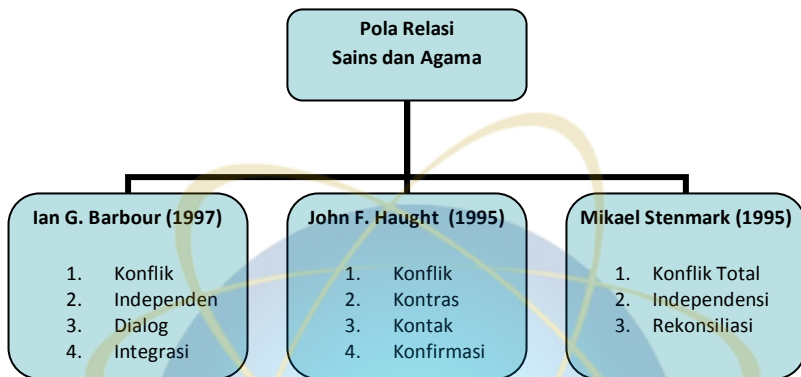 Pola Relasi
Sains dan Agama
Ian G. Barbour (1997)
1. Konflik
2. Independen
3. Dialog
4. Integrasi
John F. Haught (1995)
1. Konflik
2. Kontras
3. Kontak
4. Konfirmasi
Mikael Stenmark (1995)
1. Konflik Total
2. Independensi
3. Rekonsiliasi